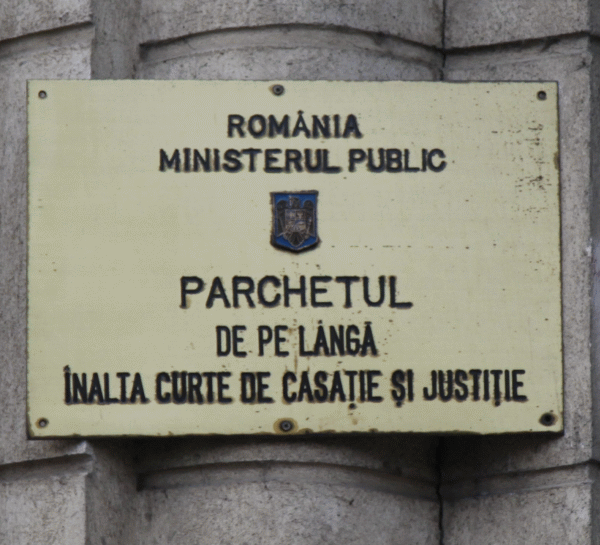 ROMÂNIA
MINISTERUL PUBLIC
PARCHETUL
DE PE LÂNGĂ
ÎNALTA CURTE DE CASAȚIE ȘI JUSTIȚIE